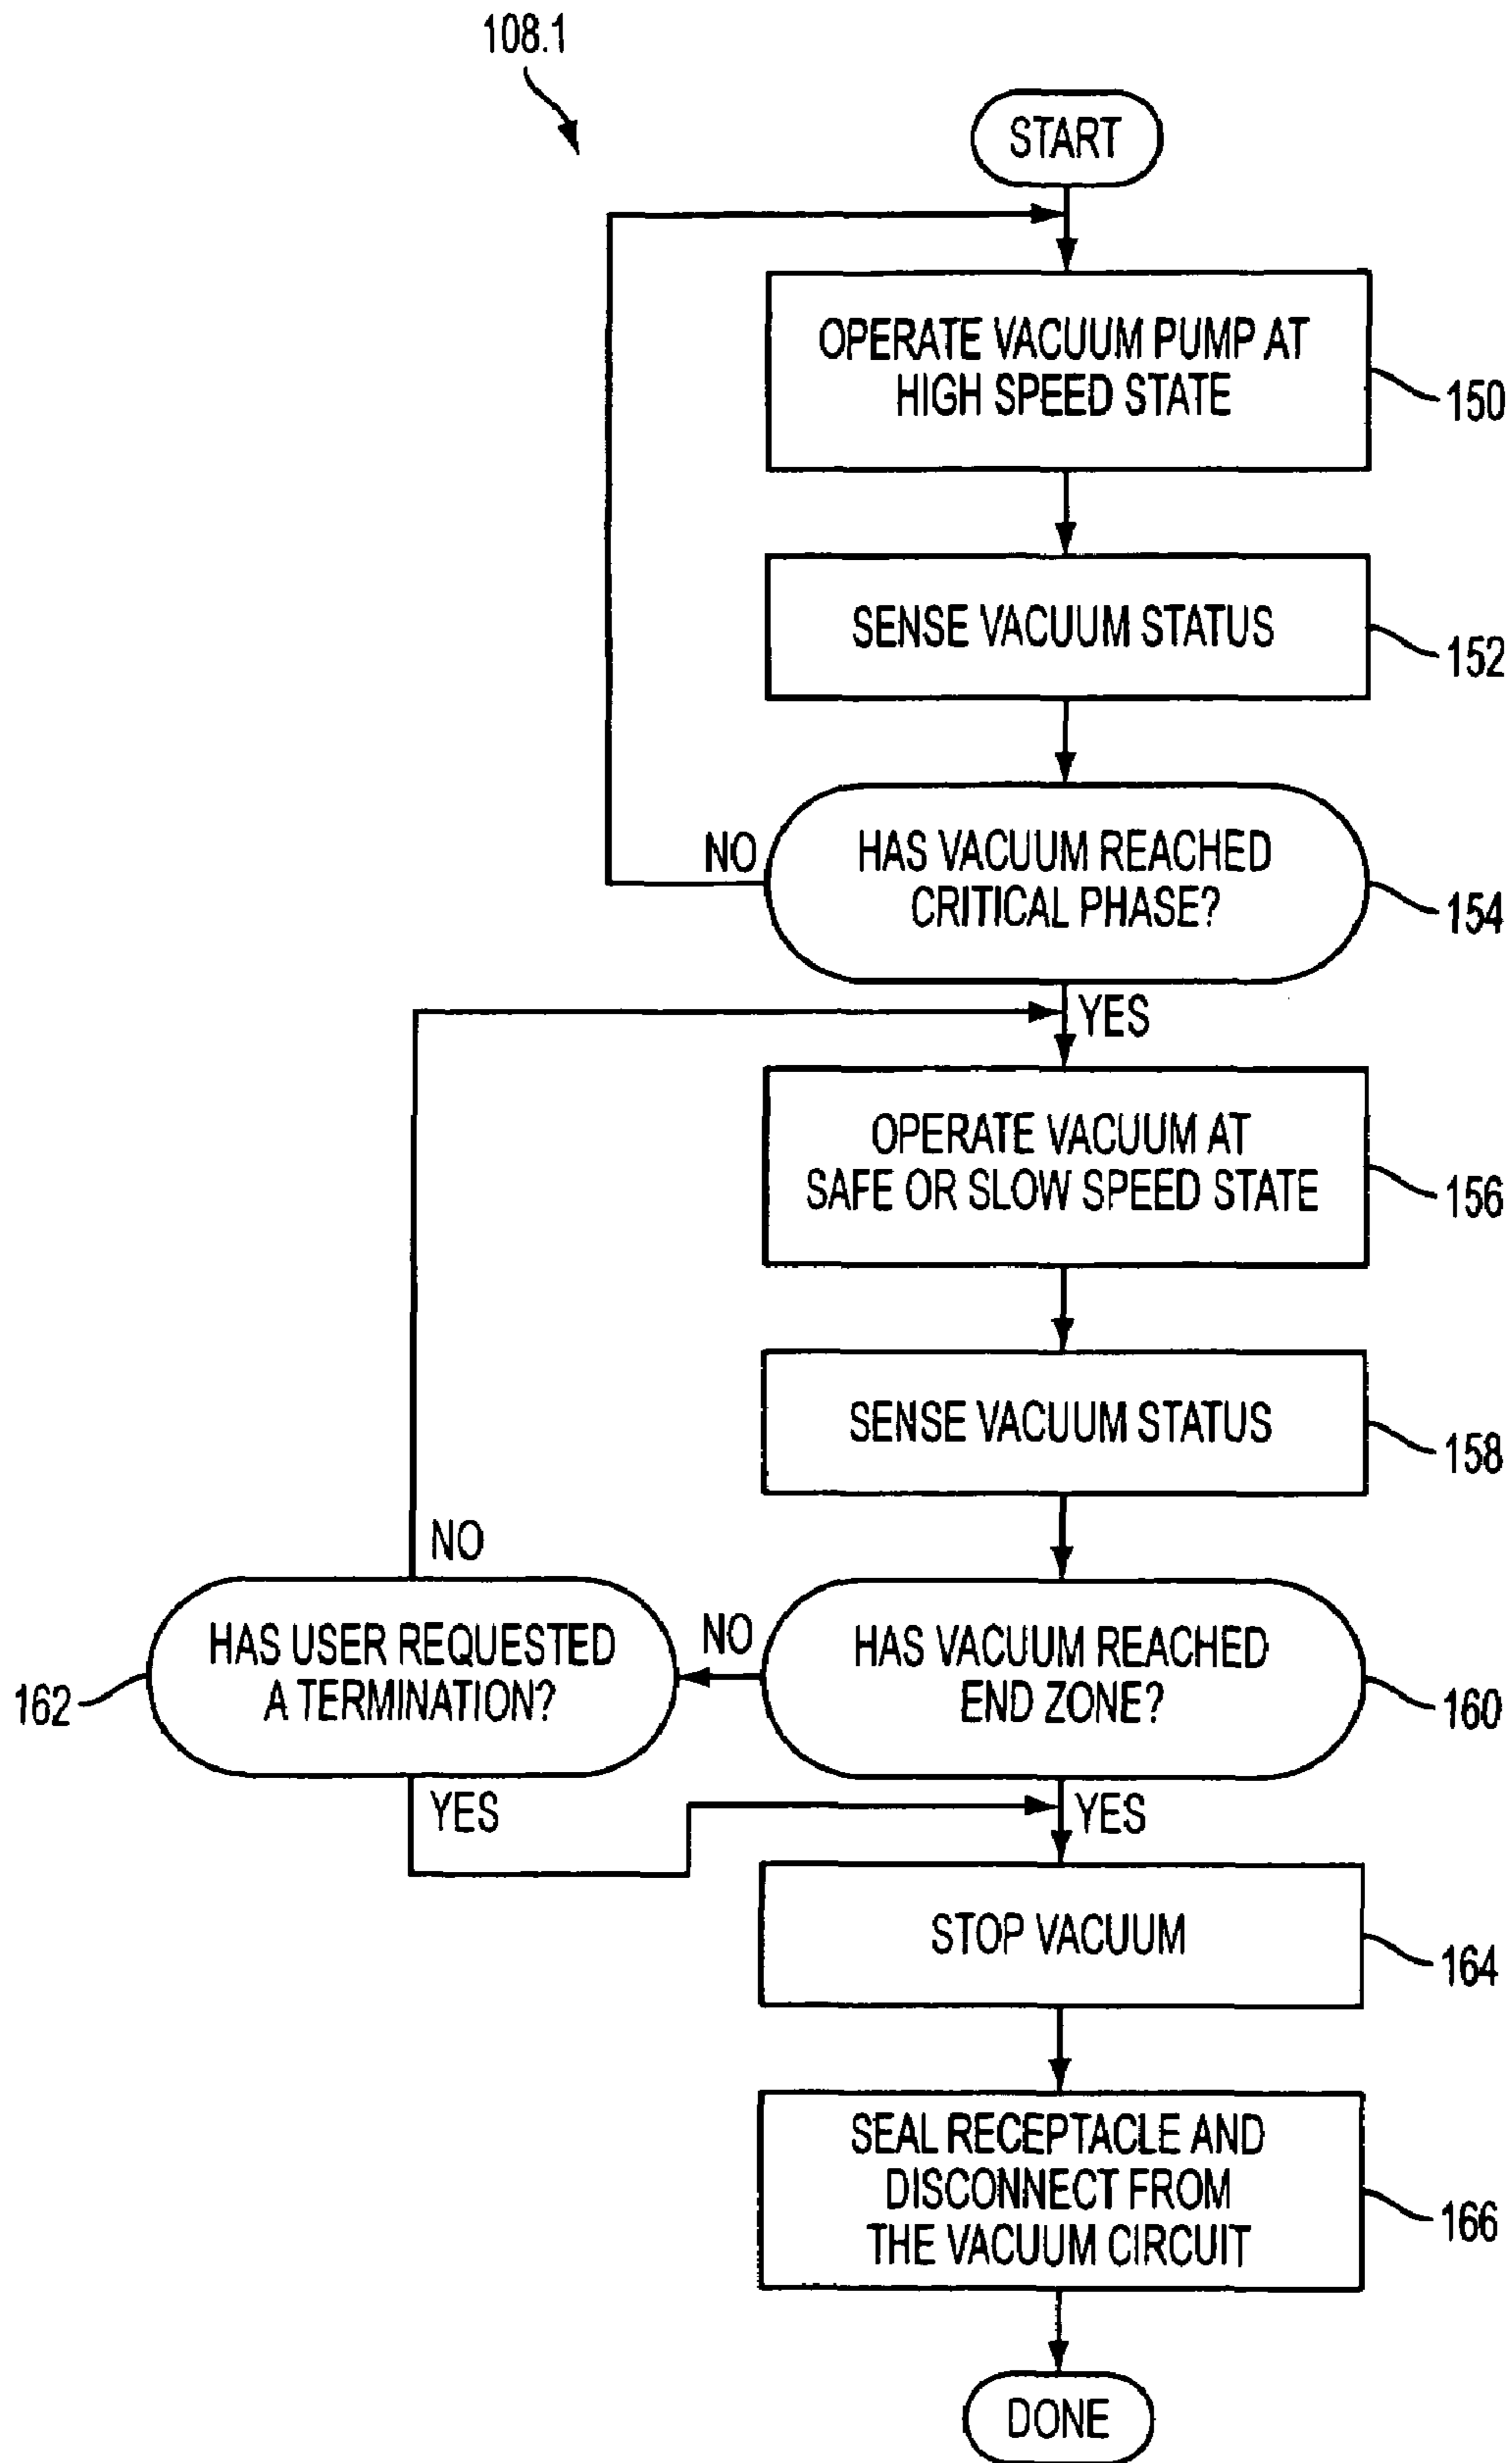 108.1
START
OPERATE VACUUM PUMP AT
HIGH SPEED STATE
150
SENSE VACUUM STATUS
152
NO
HAS VACUUM REACHED
CRITICAL PHASE?
154
YES
OPERATE VACUUM AT
SAFE OR SLOW SPEED STATE
156
SENSE VACUUM STATUS
158
NO
HAS USER REQUESTED
A TERMINATION?
162
NO
HAS VACUUM REACHED
END ZONE?
160
YES
YES
STOP VACUUM
164
SEAL RECEPTACLE AND
DISCONNECT FROM
THE VACUUM CIRCUIT
166
DONE